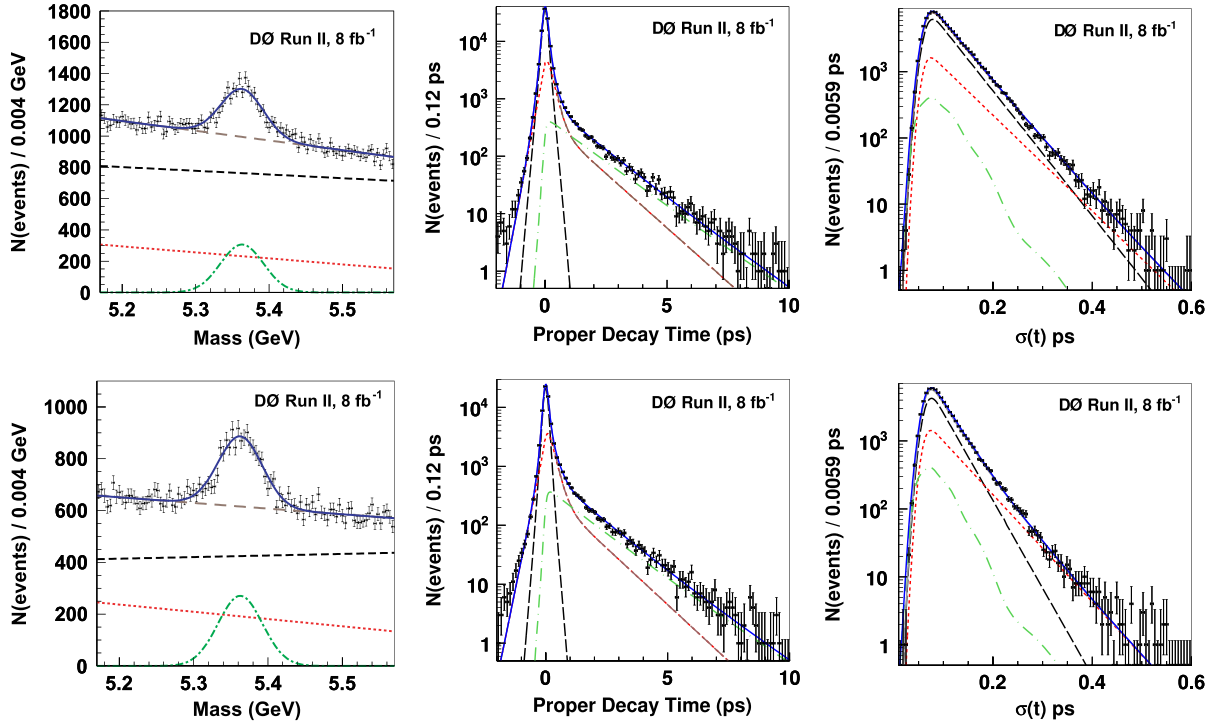 DØ Run II, 8 fb⁻¹
N(events) / 0.004 GeV
1800
1600
1400
1200
1000
800
600
400
200
0
5.2 5.3 5.4 5.5
Mass (GeV)
DØ Run II, 8 fb⁻¹
N(events) / 0.12 ps
10⁴
10³
10²
10
1
0 5 10
Proper Decay Time (ps)
DØ Run II, 8 fb⁻¹
N(events) / 0.0059 ps
10³
10²
10
1
0.2 0.4 0.6
σ(t) ps
DØ Run II, 8 fb⁻¹
N(events) / 0.004 GeV
1000
800
600
400
200
0
5.2 5.3 5.4 5.5
Mass (GeV)
DØ Run II, 8 fb⁻¹
N(events) / 0.12 ps
10⁴
10³
10²
10
1
0 5 10
Proper Decay Time (ps)
DØ Run II, 8 fb⁻¹
N(events) / 0.0059 ps
10³
10²
10
1
0.2 0.4 0.6
σ(t) ps